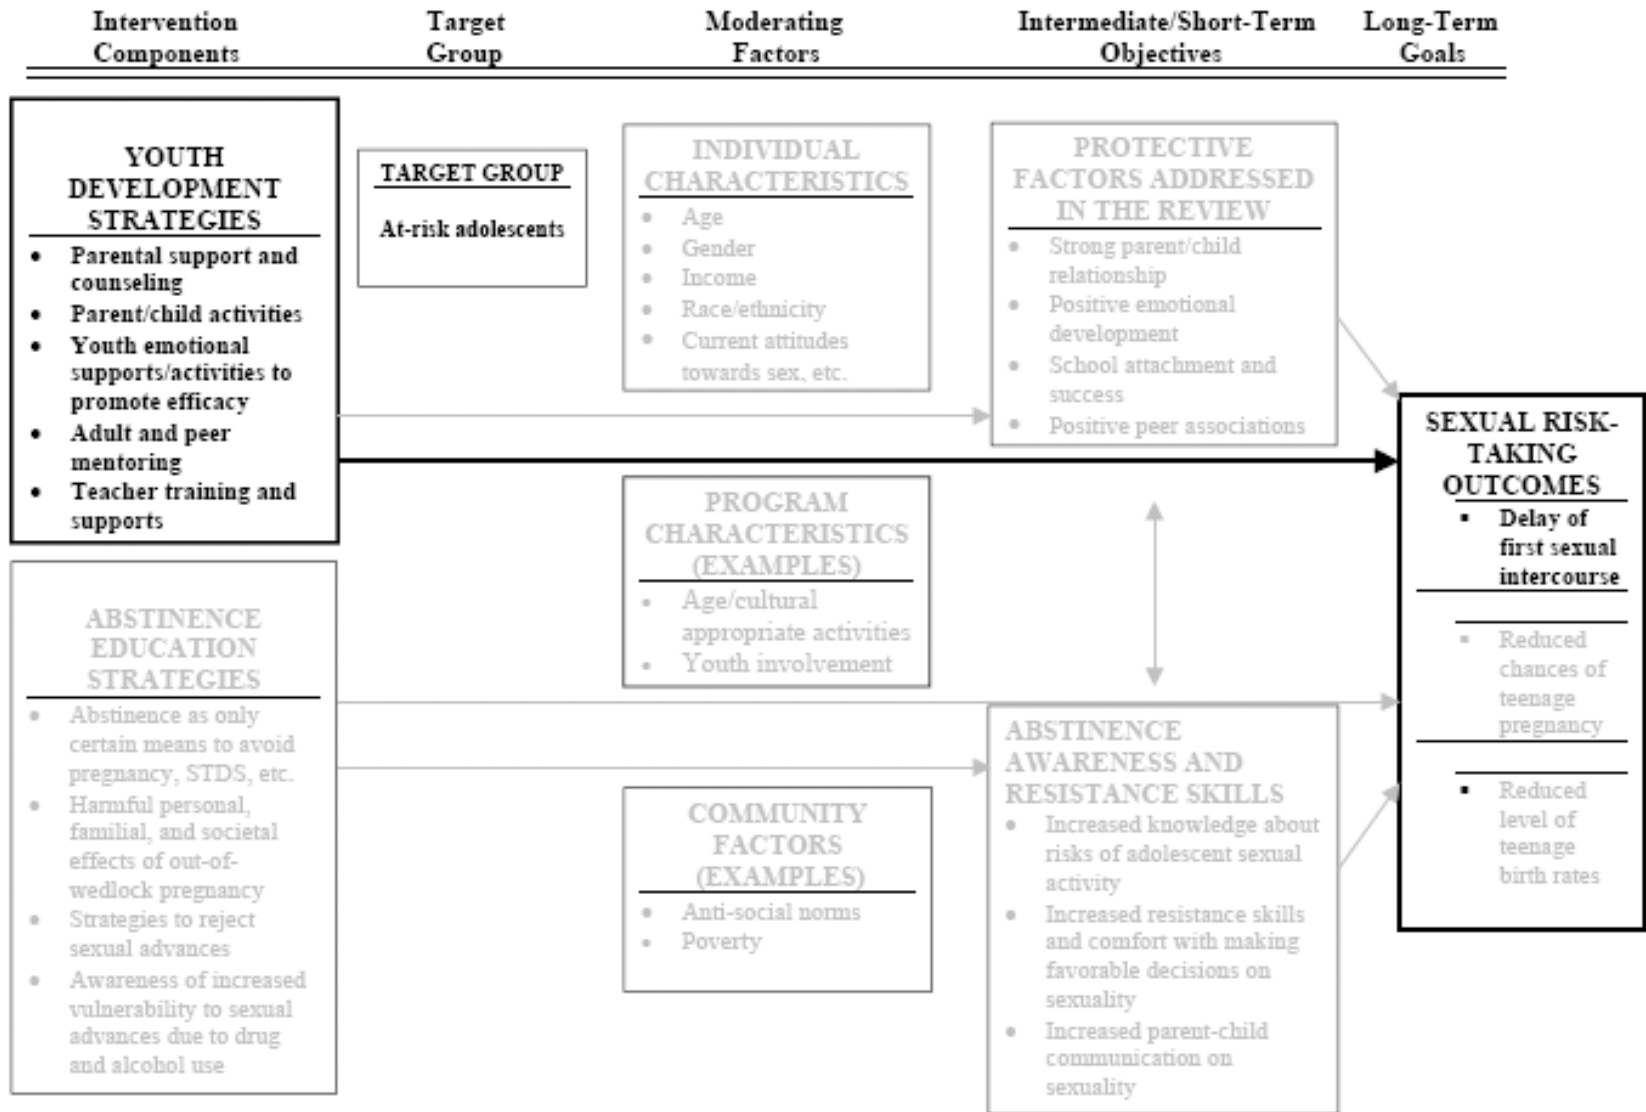 Intervention
Components
Target
Group
Moderating
Factors
Intermediate/Short-Term
Objectives
Long-Term
Goals
YOUTH
DEVELOPMENT
STRATEGIES
• Parental support and
counseling
• Parent/child activities
• Youth emotional
supports/activities to
promote efficacy
• Adult and peer
mentoring
• Teacher training and
supports
ABSTINENCE
EDUCATION
STRATEGIES
• Abstinence as only
certain means to avoid
pregnancy, STDS, etc.
• Harmful personal,
familial, and societal
effects of out-of-
wedlock pregnancy
• Strategies to reject
sexual advances
• Awareness of increased
vulnerability to sexual
advances due to drug
and alcohol use
TARGET GROUP
At-risk adolescents
INDIVIDUAL
CHARACTERISTICS
• Age
• Gender
• Income
• Race/ethnicity
• Current attitudes
towards sex, etc.
PROGRAM
CHARACTERISTICS
(EXAMPLES)
• Age/cultural
appropriate activities
• Youth involvement
COMMUNITY
FACTORS
(EXAMPLES)
• Anti-social norms
• Poverty
PROTECTIVE
FACTORS ADDRESSED
IN THE REVIEW
• Strong parent/child
relationship
• Positive emotional
development
• School attachment and
success
• Positive peer associations
ABSTINENCE
AWARENESS AND
RESISTANCE SKILLS
• Increased knowledge about
risks of adolescent sexual
activity
• Increased resistance skills
and comfort with making
favorable decisions on
sexuality
• Increased parent-child
communication on
sexuality
SEXUAL RISK-
TAKING
OUTCOMES
▪ Delay of
first sexual
intercourse
▪ Reduced
chances of
teenage
pregnancy
▪ Reduced
level of
teenage
birth rates